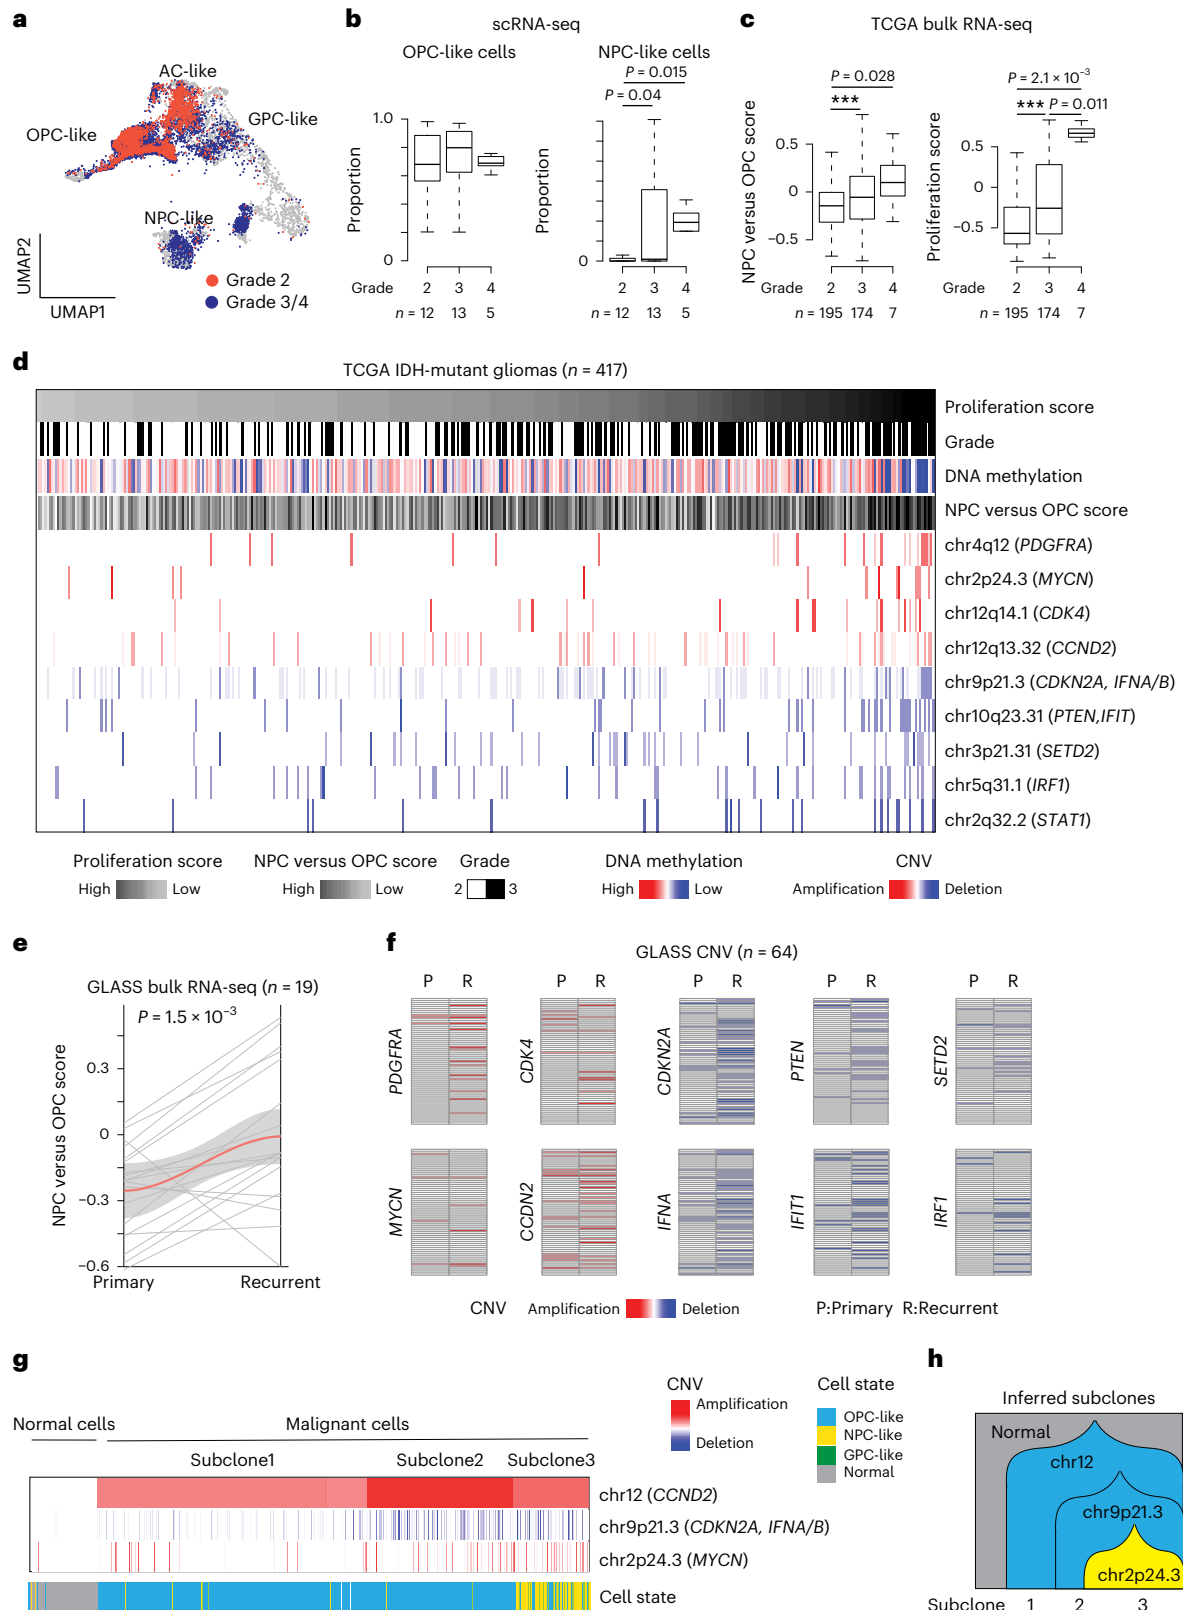 a
AC-like
OPC-like
GPC-like
NPC-like
UMAP2
UMAP1
Grade 2
Grade 3/4
b
scRNA-seq
OPC-like cells
NPC-like cells
P = 0.015
P = 0.04
Proportion
1.0
0
Proportion
0
Grade 2 3 4
2 3 4
n = 12 13 5
n = 12 13 5
c
TCGA bulk RNA-seq
P = 0.028
***
NPC versus OPC score
0.5
0
−0.5
P = 2.1 × 10−3
*** P = 0.011
Proliferation score
0.5
0
−0.5
Grade 2 3 4
Grade 2 3 4
n = 195 174 7
n = 195 174 7
d
TCGA IDH-mutant gliomas (n = 417)
Proliferation score
Grade
DNA methylation
NPC versus OPC score
chr4q12 (PDGFRA)
chr2p24.3 (MYCN)
chr12q14.1 (CDK4)
chr12q13.32 (CCND2)
chr9p21.3 (CDKN2A, IFNA/B)
chr10q23.31 (PTEN,IFIT)
chr3p21.31 (SETD2)
chr5q31.1 (IRF1)
chr2q32.2 (STAT1)
Proliferation score
High Low
NPC versus OPC score
High Low
Grade
2 3
DNA methylation
High Low
CNV
Amplification Deletion
e
GLASS bulk RNA-seq (n = 19)
P = 1.5 × 10−3
NPC versus OPC score
0.3
0
−0.3
−0.6
Primary Recurrent
f
GLASS CNV (n = 64)
P R P R P R P R P R
PDGFRA
CDK4
CDKN2A
PTEN
SETD2
MYCN
CCDN2
IFNA
IFIT1
IRF1
CNV Amplification Deletion
P:Primary R:Recurrent
g
CNV
Amplification
Deletion
Cell state
OPC-like
NPC-like
GPC-like
Normal
Normal cells
Malignant cells
Subclone1 Subclone2 Subclone3
chr12 (CCND2)
chr9p21.3 (CDKN2A, IFNA/B)
chr2p24.3 (MYCN)
Cell state
h
Inferred subclones
Normal
chr12
chr9p21.3
chr2p24.3
Subclone 1 2 3